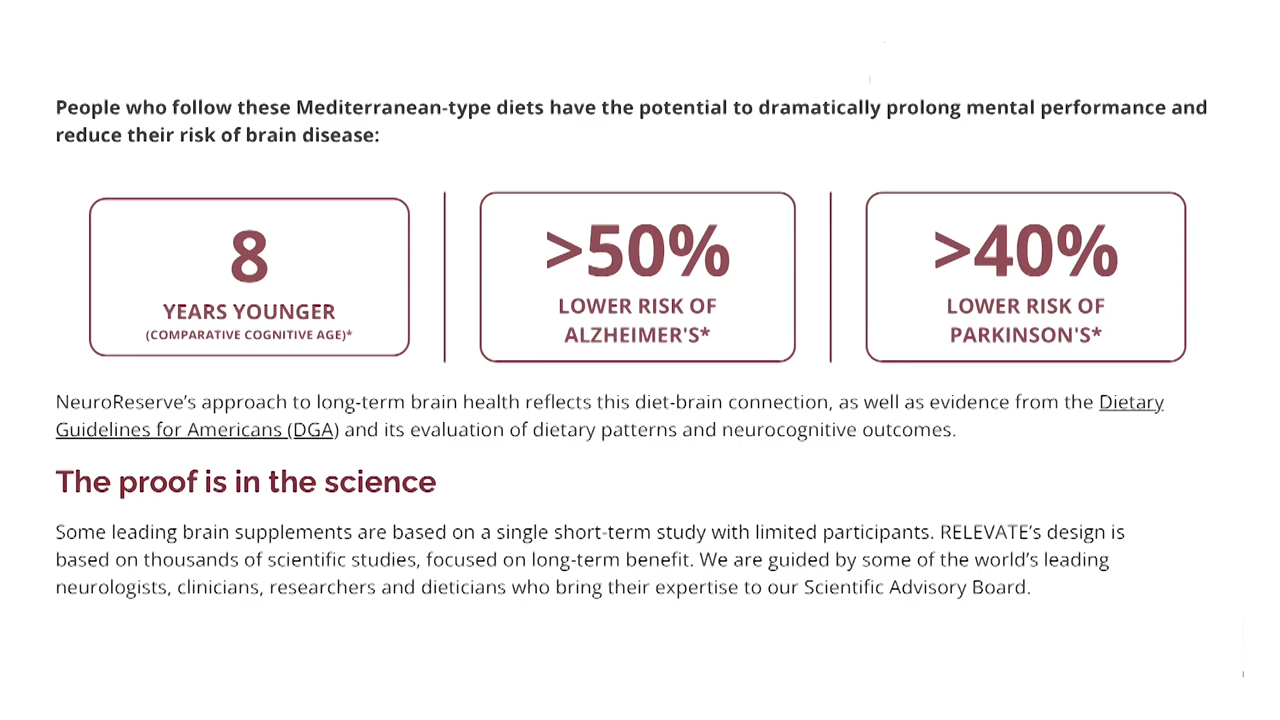 People who follow these Mediterranean-type diets have the potential to dramatically prolong mental performance and
reduce their risk of brain disease:
8
YEARS YOUNGER
(COMPARATIVE COGNITIVE AGE)*
>50%
LOWER RISK OF
ALZHEIMER'S*
>40%
LOWER RISK OF
PARKINSON'S*
NeuroReserve’s approach to long-term brain health reflects this diet-brain connection, as well as evidence from the Dietary
Guidelines for Americans (DGA) and its evaluation of dietary patterns and neurocognitive outcomes.
The proof is in the science
Some leading brain supplements are based on a single short-term study with limited participants. RELEVATE’s design is
based on thousands of scientific studies, focused on long-term benefit. We are guided by some of the world’s leading
neurologists, clinicians, researchers and dieticians who bring their expertise to our Scientific Advisory Board.